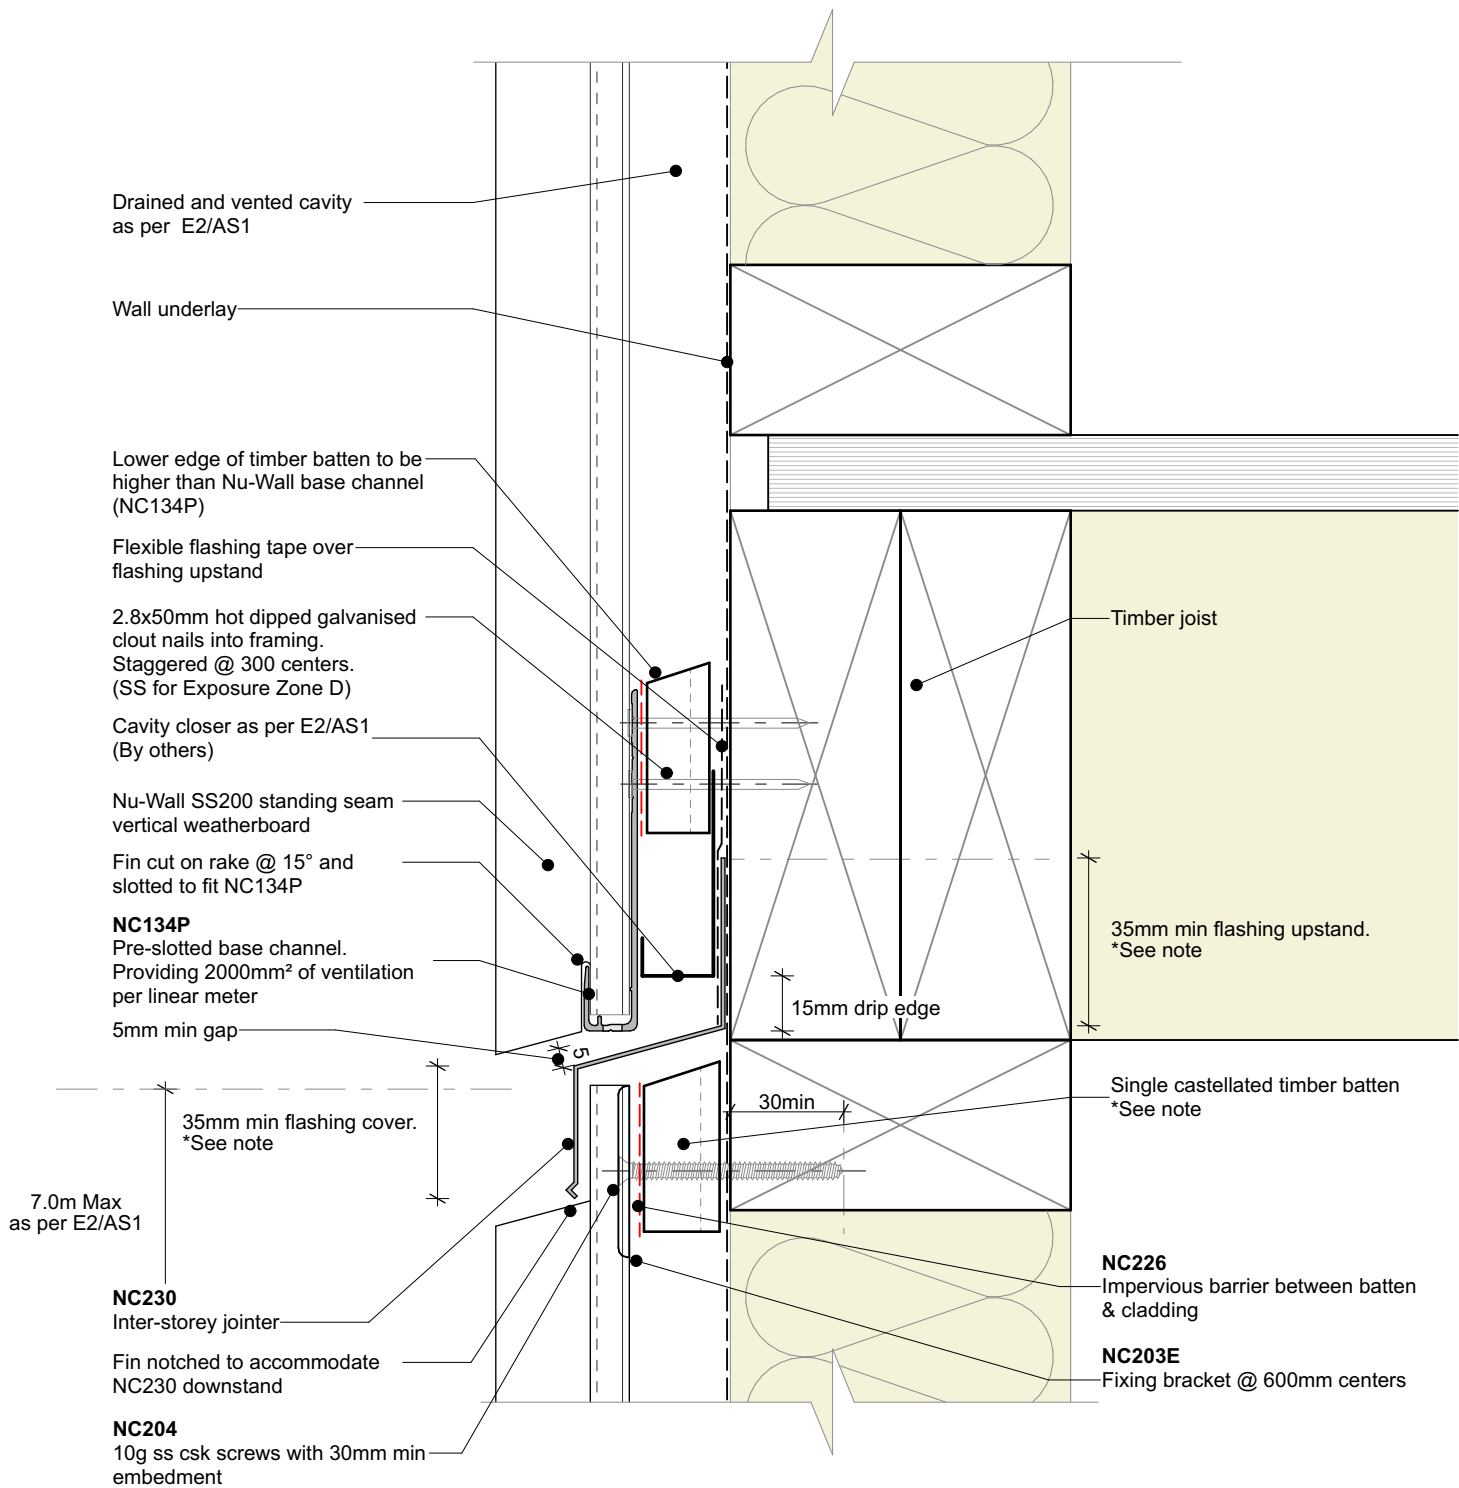 Drained and vented cavity
as per E2/AS1
Wall underlay
Lower edge of timber batten to be
higher than Nu-Wall base channel
(NC134P)
Flexible flashing tape over
flashing upstand
2.8x50mm hot dipped galvanised
clout nails into framing.
Staggered @ 300 centers.
(SS for Exposure Zone D)
Cavity closer as per E2/AS1
(By others)
Nu-Wall SS200 standing seam
vertical weatherboard
Fin cut on rake @ 15° and
slotted to fit NC134P
NC134P
Pre-slotted base channel.
Providing 2000mm² of ventilation
per linear meter
5mm min gap
5
35mm min flashing cover.
*See note
7.0m Max
as per E2/AS1
NC230
Inter-storey jointer
Fin notched to accommodate
NC230 downstand
NC204
10g ss csk screws with 30mm min
embedment
Timber joist
35mm min flashing upstand.
*See note
15mm drip edge
30min
Single castellated timber batten
*See note
NC226
Impervious barrier between batten
& cladding
NC203E
Fixing bracket @ 600mm centers